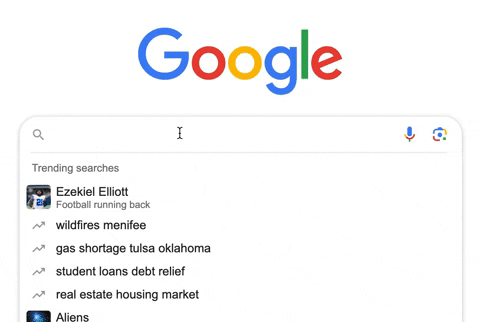 Google
Trending searches
Ezekiel Elliott
Football running back
wildfires menifee
gas shortage tulsa oklahoma
student loans debt relief
real estate housing market
Aliens